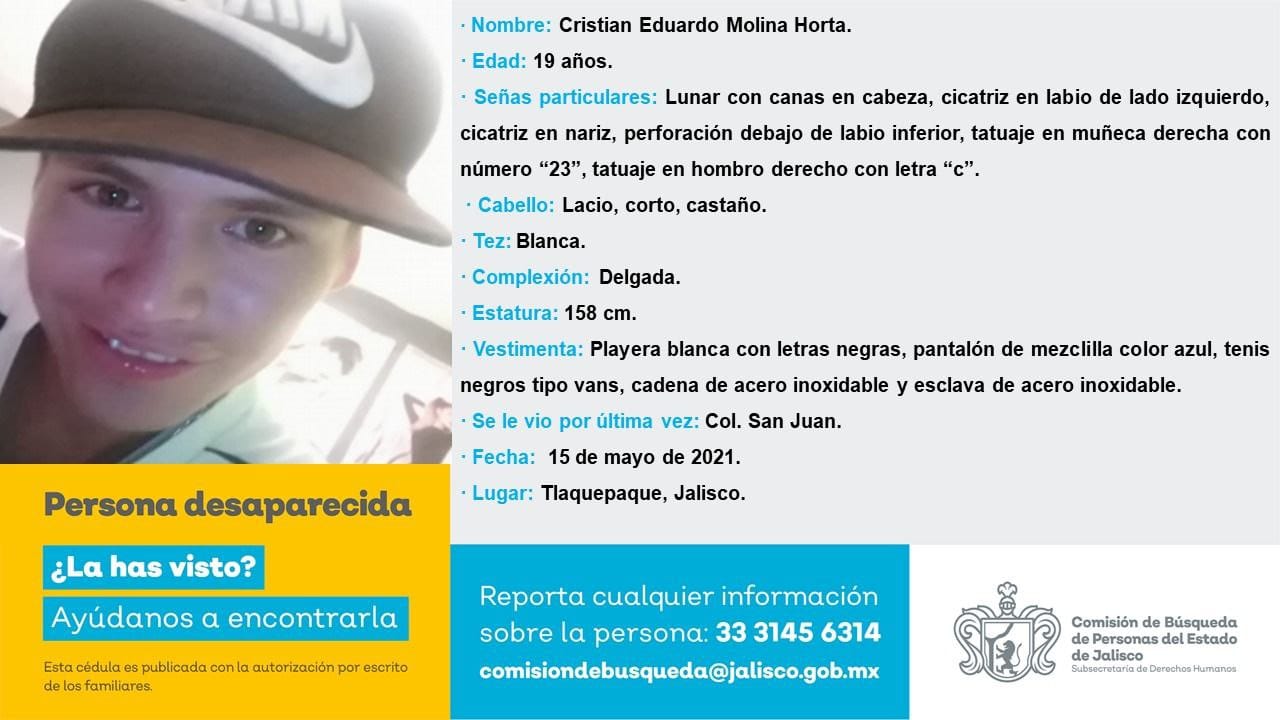 · Nombre: Cristian Eduardo Molina Horta.
· Edad: 19 años.
· Señas particulares: Lunar con canas en cabeza, cicatriz en labio de lado izquierdo,
cicatriz en nariz, perforación debajo de labio inferior, tatuaje en muñeca derecha con
número “23”, tatuaje en hombro derecho con letra “c”.
· Cabello: Lacio, corto, castaño.
· Tez: Blanca.
· Complexión: Delgada.
· Estatura: 158 cm.
· Vestimenta: Playera blanca con letras negras, pantalón de mezclilla color azul, tenis
negros tipo vans, cadena de acero inoxidable y esclava de acero inoxidable.
· Se le vio por última vez: Col. San Juan.
· Fecha: 15 de mayo de 2021.
· Lugar: Tlaquepaque, Jalisco.
Persona desaparecida
¿La has visto?
Ayúdanos a encontrarla
Esta cédula es publicada con la autorización por escrito
de los familiares.
Reporta cualquier información
sobre la persona: 33 3145 6314
comisiondebusqueda@jalisco.gob.mx
Comisión de Búsqueda
de Personas del Estado
de Jalisco
Subsecretaría de Derechos Humanos